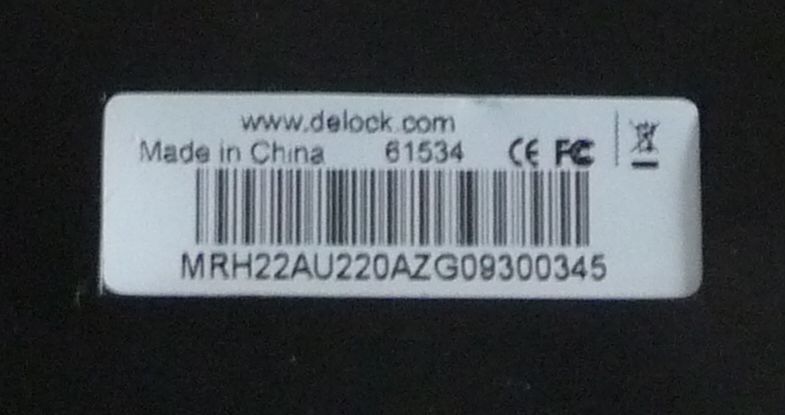 www.delock.com
Made in China 61534 CE FC
MRH22AU220AZG09300345